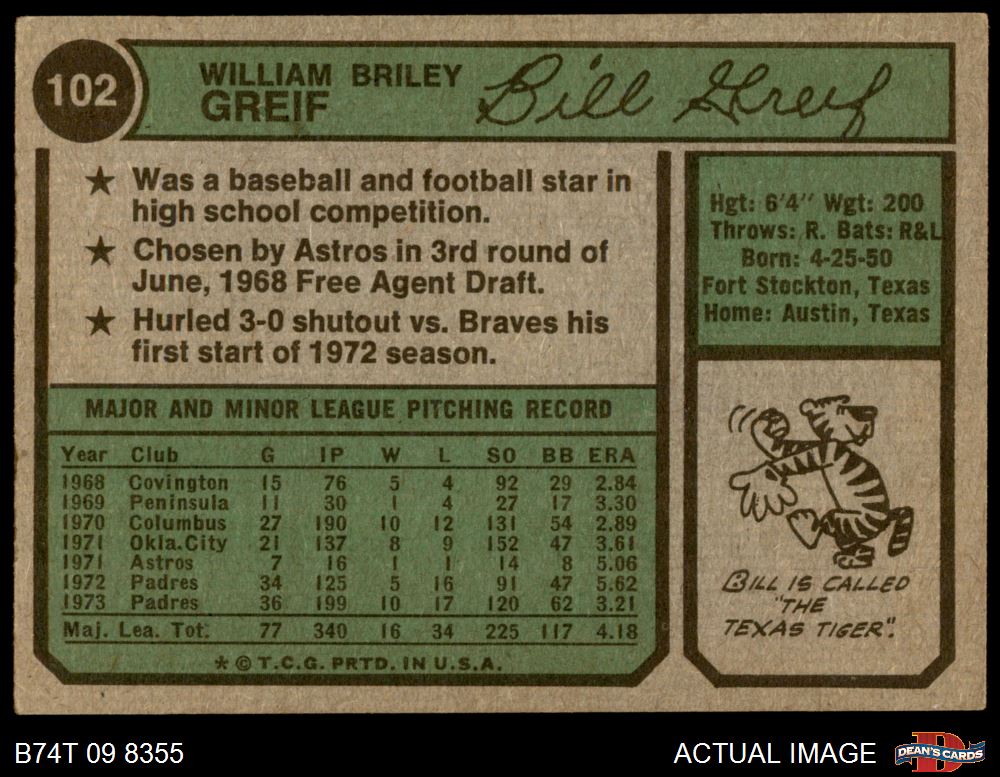 102
WILLIAM BRILEY
GREIF
Bill Greif
★ Was a baseball and football star in
high school competition.
★ Chosen by Astros in 3rd round of
June, 1968 Free Agent Draft.
★ Hurled 3-0 shutout vs. Braves his
first start of 1972 season.
Hgt: 6'4" Wgt: 200
Throws: R. Bats: R&L
Born: 4-25-50
Fort Stockton, Texas
Home: Austin, Texas
MAJOR AND MINOR LEAGUE PITCHING RECORD
Year Club G IP W L SO BB ERA
1968 Covington 15 76 5 4 92 29 2.84
1969 Peninsula 11 30 1 4 27 17 3.30
1970 Columbus 27 190 10 12 131 54 2.89
1971 Okla.City 21 137 8 9 152 47 3.61
1971 Astros 7 16 1 1 14 8 5.06
1972 Padres 34 125 5 16 91 47 5.62
1973 Padres 36 199 10 17 120 62 3.21
Maj. Lea. Tot. 77 340 16 34 225 117 4.18
* © T.C.G. PRTD. IN U.S.A.
BILL IS CALLED
"THE
TEXAS TIGER".
B74T 09 8355
ACTUAL IMAGE
DEAN'S CARDS